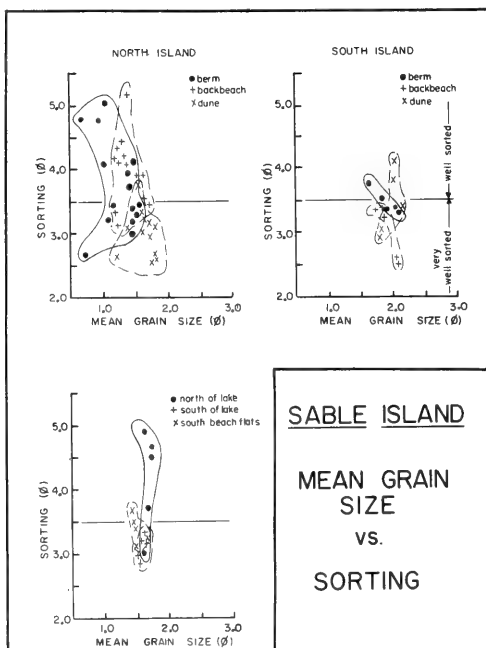 NORTH ISLAND
● berm
+ backbeach
x dune
5.0
4.0
3.0
2.0
SORTING (Ø)
1.0 2.0 3.0
MEAN GRAIN SIZE (Ø)
SOUTH ISLAND
● berm
+ backbeach
x dune
5.0
4.0
3.0
2.0
SORTING (Ø)
well sorted
very
well sorted
1.0 2.0 3.0
MEAN GRAIN SIZE (Ø)
● north of lake
+ south of lake
x south beach flats
5.0
4.0
3.0
2.0
SORTING (Ø)
1.0 2.0 3.0
MEAN GRAIN SIZE (Ø)
SABLE ISLAND
MEAN GRAIN
SIZE
VS.
SORTING